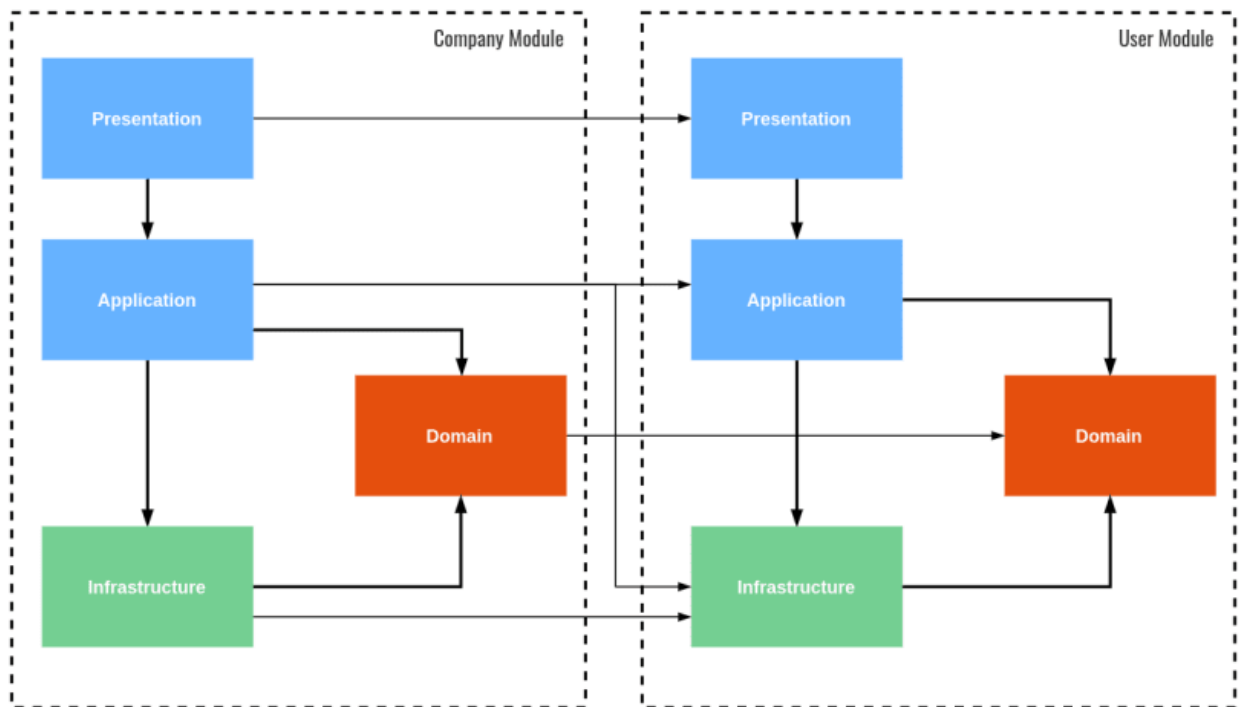 Company Module
Presentation
Application
Domain
Infrastructure
User Module
Presentation
Application
Domain
Infrastructure